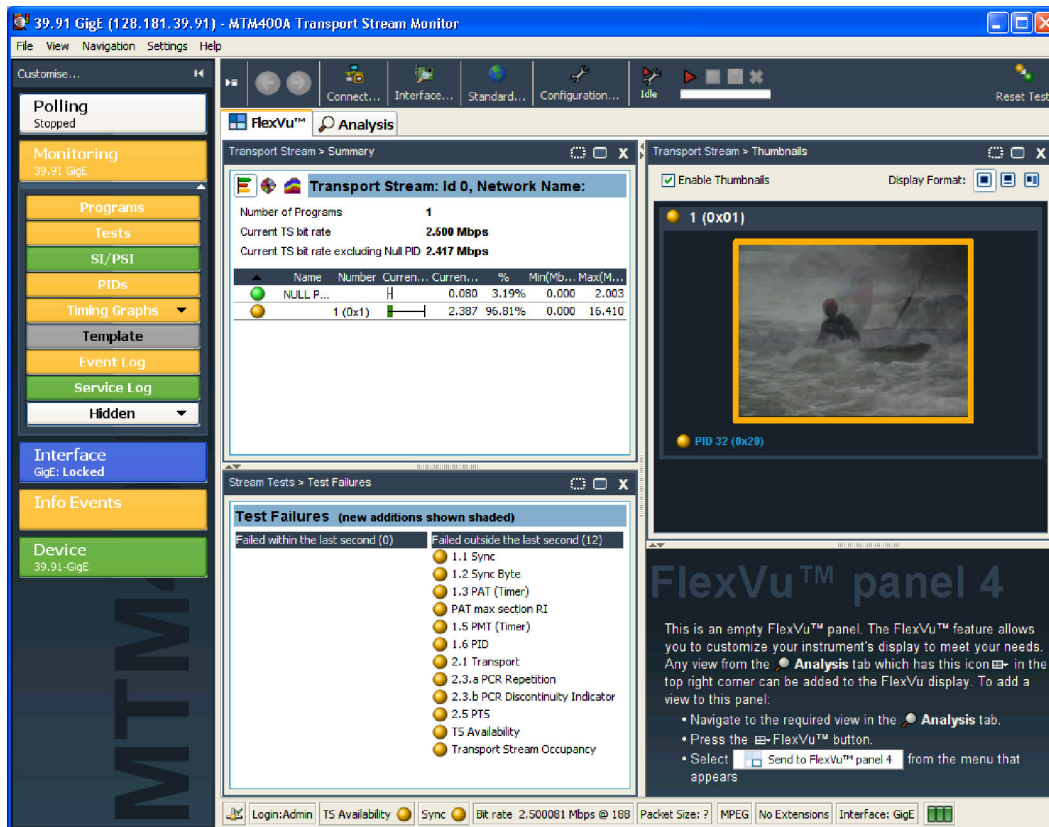 39.91 GigE (128.181.39.91) - MTM400A Transport Stream Monitor
File View Navigation Settings Help
Customise...
Polling
Stopped
Monitoring
39.91 GigE
Programs
Tests
SI/PSI
PIDs
Timing Graphs
Template
Event Log
Service Log
Hidden
Interface
GigE: Locked
Info Events
Device
39.91-GigE
Connect... Interface... Standard... Configuration... Idle Reset Test
FlexVu™ Analysis
Transport Stream > Summary
Transport Stream: Id 0, Network Name:
Number of Programs 1
Current TS bit rate 2.500 Mbps
Current TS bit rate excluding Null PID 2.417 Mbps
Name Number Curren... Curren... % Min(Mb... Max(M...
NULL P... 0.080 3.19% 0.000 2.003
1 (0x1) 2.387 96.81% 0.000 16.410
Stream Tests > Test Failures
Test Failures (new additions shown shaded)
Failed within the last second (0) Failed outside the last second (12)
1.1 Sync
1.2 Sync Byte
1.3 PAT (Timer)
PAT max section RI
1.5 PMT (Timer)
1.6 PID
2.1 Transport
2.3.a PCR Repetition
2.3.b PCR Discontinuity Indicator
2.5 PTS
TS Availability
Transport Stream Occupancy
Transport Stream > Thumbnails
Enable Thumbnails Display Format:
1 (0x01)
PID 32 (0x20)
FlexVu™ panel 4
This is an empty FlexVu™ panel. The FlexVu™ feature allows
you to customize your instrument's display to meet your needs.
Any view from the Analysis tab which has this icon in the
top right corner can be added to the FlexVu display. To add a
view to this panel:
• Navigate to the required view in the Analysis tab.
• Press the FlexVu™ button.
• Select Send to FlexVu™ panel 4 from the menu that
appears
Login:Admin TS Availability Sync Bit rate 2.500081 Mbps @ 188 Packet Size: ? MPEG No Extensions Interface: GigE